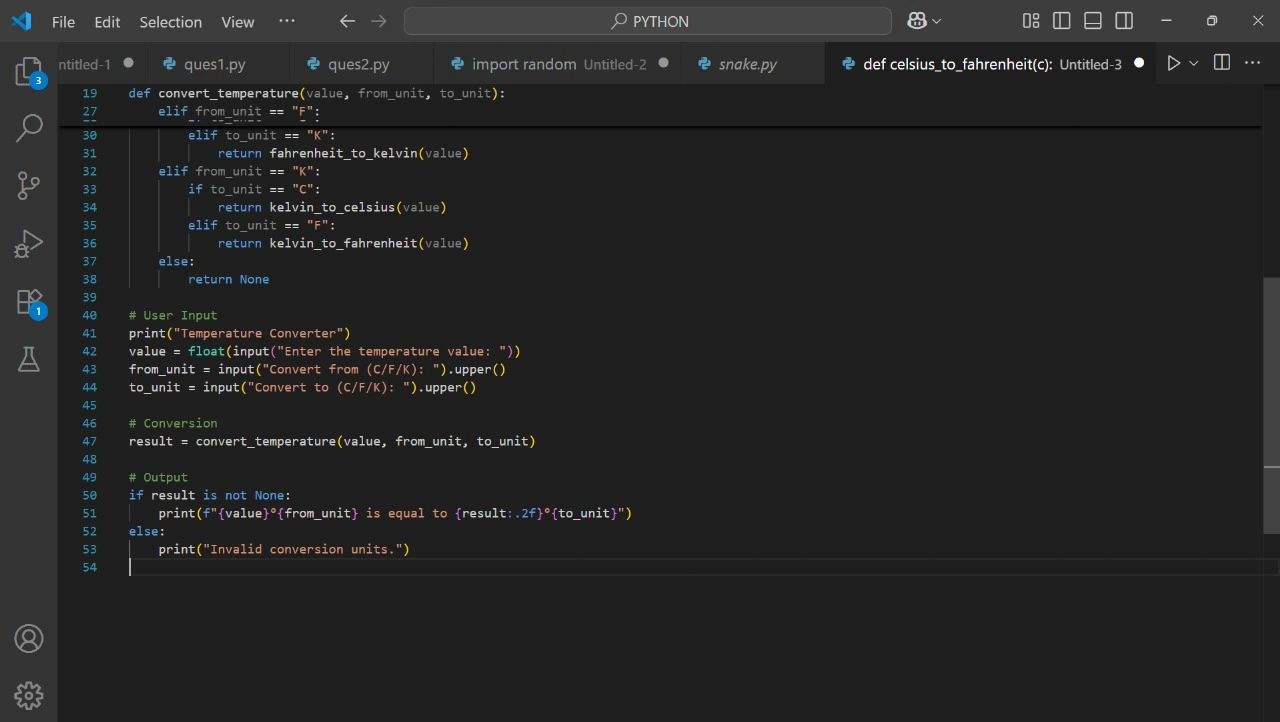 File Edit Selection View ··· PYTHON
3
ntitled-1 ques1.py ques2.py import random Untitled-2 snake.py def celsius_to_fahrenheit(c): Untitled-3
19 def convert_temperature(value, from_unit, to_unit):
27 elif from_unit == "F":
30 elif to_unit == "K":
31 return fahrenheit_to_kelvin(value)
32 elif from_unit == "K":
33 if to_unit == "C":
34 return kelvin_to_celsius(value)
35 elif to_unit == "F":
36 return kelvin_to_fahrenheit(value)
37 else:
38 return None
39
1
40 # User Input
41 print("Temperature Converter")
42 value = float(input("Enter the temperature value: "))
43 from_unit = input("Convert from (C/F/K): ").upper()
44 to_unit = input("Convert to (C/F/K): ").upper()
45
46 # Conversion
47 result = convert_temperature(value, from_unit, to_unit)
48
49 # Output
50 if result is not None:
51 print(f"{value}°{from_unit} is equal to {result:.2f}°{to_unit}")
52 else:
53 print("Invalid conversion units.")
54